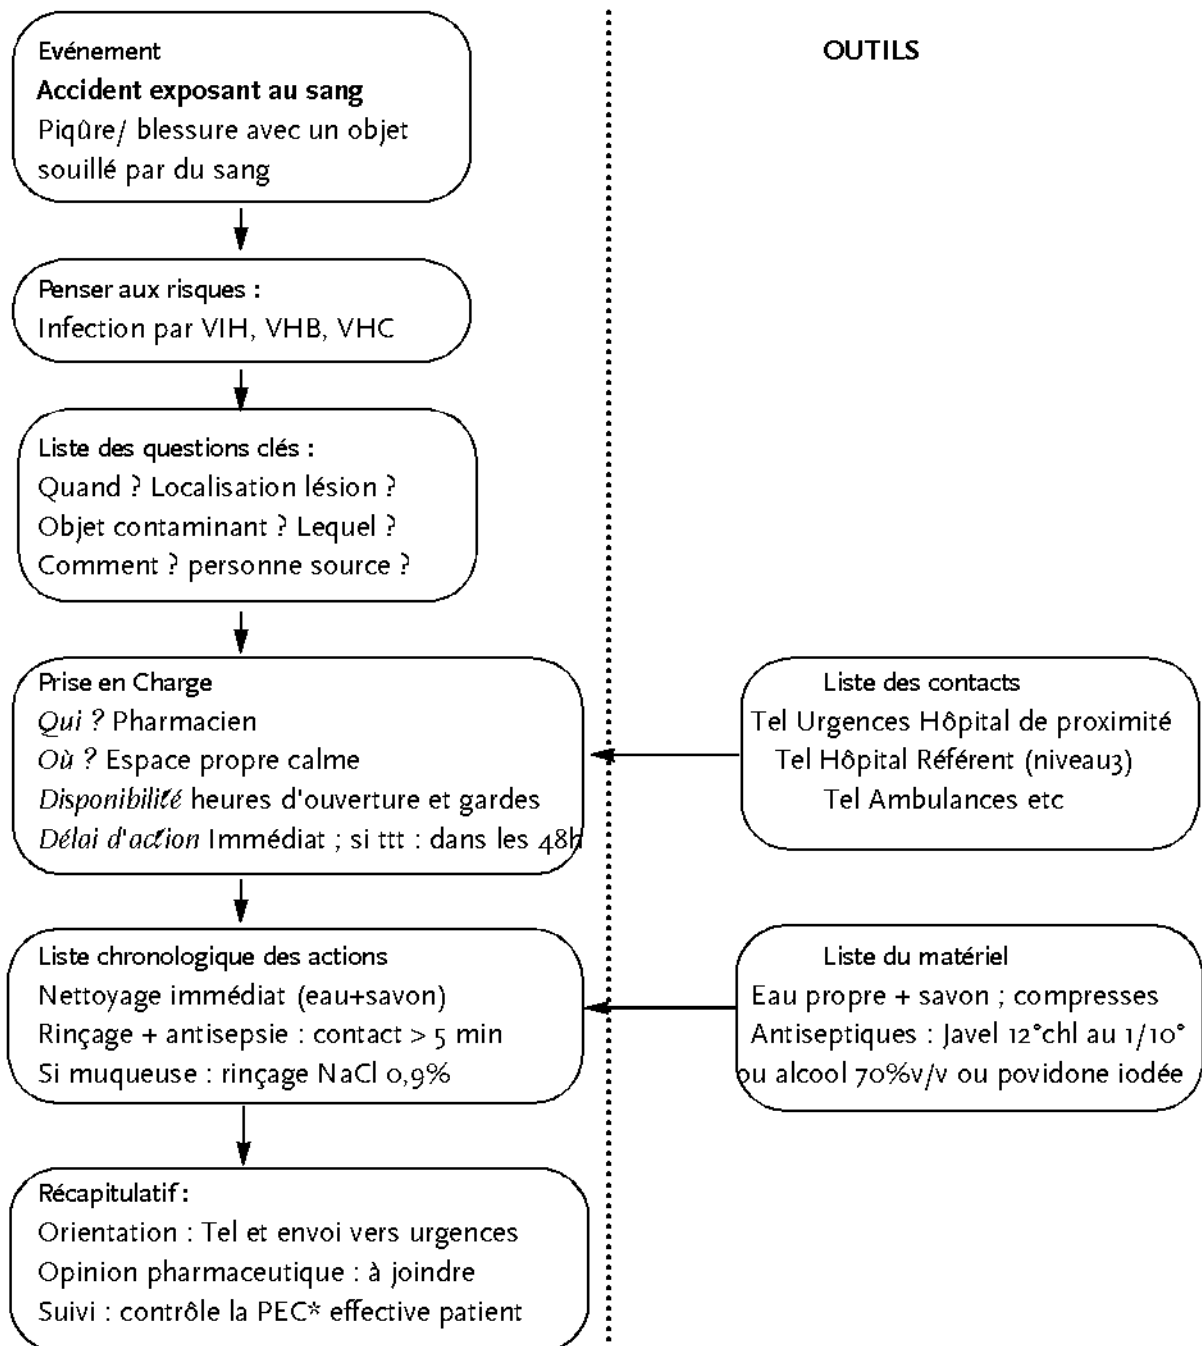 Evénement
Accident exposant au sang
Piqûre/ blessure avec un objet
souillé par du sang
Penser aux risques :
Infection par VIH, VHB, VHC
Liste des questions clés :
Quand ? Localisation lésion ?
Objet contaminant ? Lequel ?
Comment ? personne source ?
Prise en Charge
Qui ? Pharmacien
Où ? Espace propre calme
Disponibilité heures d'ouverture et gardes
Délai d'action Immédiat ; si ttt : dans les 48h
Liste chronologique des actions
Nettoyage immédiat (eau+savon)
Rinçage + antisepsie : contact > 5 min
Si muqueuse : rinçage NaCl 0,9%
Récapitulatif :
Orientation : Tel et envoi vers urgences
Opinion pharmaceutique : à joindre
Suivi : contrôle la PEC* effective patient
OUTILS
Liste des contacts
Tel Urgences Hôpital de proximité
Tel Hôpital Référent (niveau3)
Tel Ambulances etc
Liste du matériel
Eau propre + savon ; compresses
Antiseptiques : Javel 12°chl au 1/10°
ou alcool 70%v/v ou povidone iodée